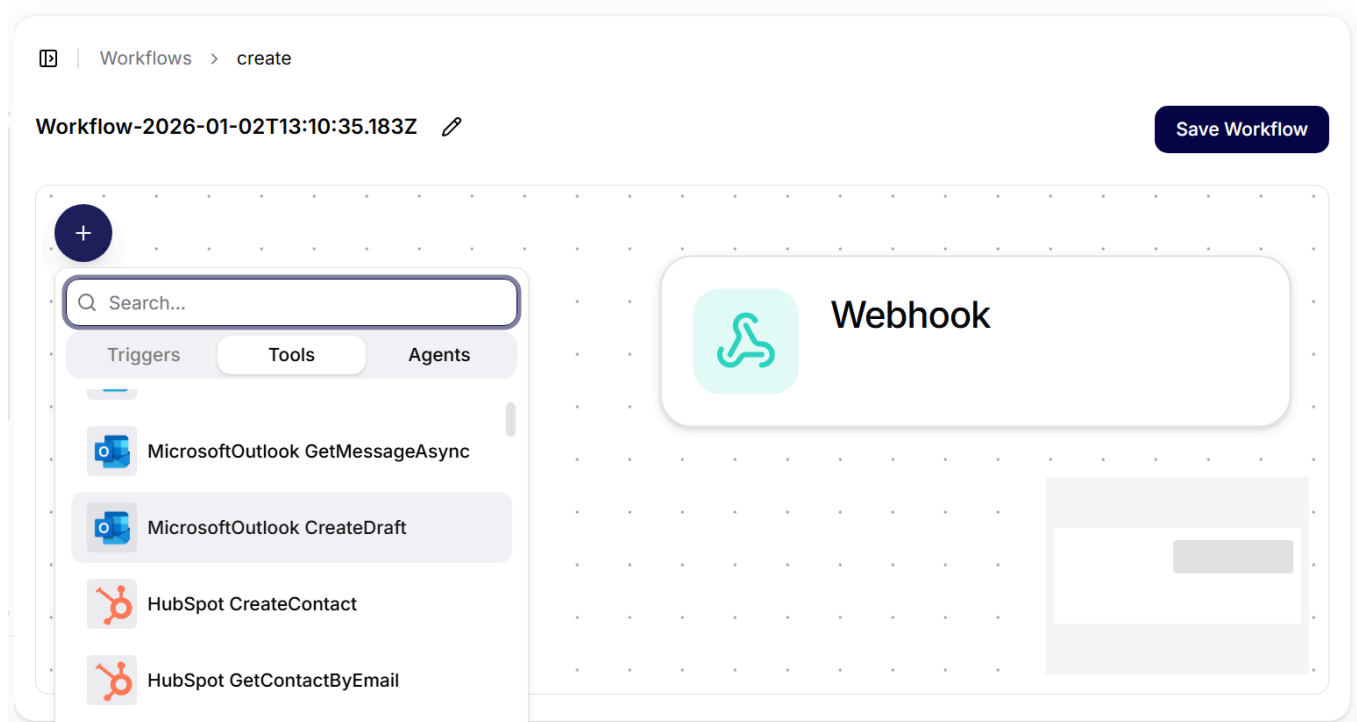 Workflows > create
Workflow-2026-01-02T13:10:35.183Z
Save Workflow
+
Search...
Webhook
Triggers Tools Agents
MicrosoftOutlook GetMessageAsync
MicrosoftOutlook CreateDraft
HubSpot CreateContact
HubSpot GetContactByEmail